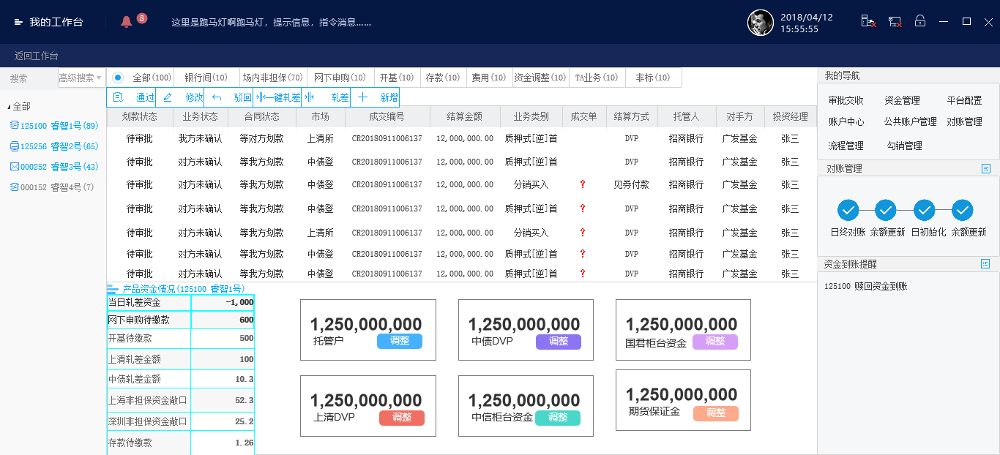 我的工作台
8
这里是跑马灯啊跑马灯，提示信息，指令消息……
2018/04/12
15:55:55
返回工作台
搜索 高级搜索
全部(100) 银行间(10) 场内非担保(70) 网下申购(10) 开基(10) 存款(10) 费用(10) 资金调整(10) TA业务(10) 非标(10)
通过 修改 驳回 一键轧差 轧差 新增
全部
125100 睿智1号(89)
125256 睿智2号(65)
000252 睿智3号(43)
000152 睿智4号(7)
划款状态 业务状态 合同状态 市场 成交编号 结算金额 业务类别 成交单 结算方式 托管人 对手方 投资经理
待审批 我方未确认 等对方划款 上清所 CR20180911006137 12,000,000.00 质押式[逆]首 DVP 招商银行 广发基金 张三
待审批 对方未确认 等我方划款 中债登 CR20180911006137 12,000,000.00 质押式[逆]首 DVP 招商银行 广发基金 张三
待审批 对方未确认 等我方划款 中债登 CR20180911006137 12,000,000.00 分销买入 ? 见券付款 招商银行 广发基金 张三
待审批 对方未确认 等我方划款 中债登 CR20180911006137 12,000,000.00 质押式[逆]首 ? DVP 招商银行 广发基金 张三
待审批 对方未确认 等我方划款 上清所 CR20180911006137 12,000,000.00 分销买入 ? DVP 招商银行 广发基金 张三
待审批 对方未确认 等我方划款 中债登 CR20180911006137 12,000,000.00 质押式[逆]首 ? DVP 招商银行 广发基金 张三
待审批 对方未确认 等我方划款 中债登 CR20180911006137 12,000,000.00 质押式[逆]首 ? DVP 招商银行 广发基金 张三
产品资金情况(125100 睿智1号)
当日轧差资金 -1,000
网下申购待缴款 600
开基待缴款 500
上清轧差金额 100
中债轧差金额 10.3
上海非担保资金敞口 52.3
深圳非担保资金敞口 25.2
存款待缴款 1.26
1,250,000,000
托管户 调整
1,250,000,000
中债DVP 调整
1,250,000,000
国君柜台资金 调整
1,250,000,000
上清DVP 调整
1,250,000,000
中信柜台资金 调整
1,250,000,000
期货保证金 调整
我的导航
审批交收 资金管理 平台配置
账户中心 公共账户管理 对账管理
流程管理 勾销管理
对账管理
日终对账 余额更新 日初始化 余额更新
资金到账提醒
125100 赎回资金到账